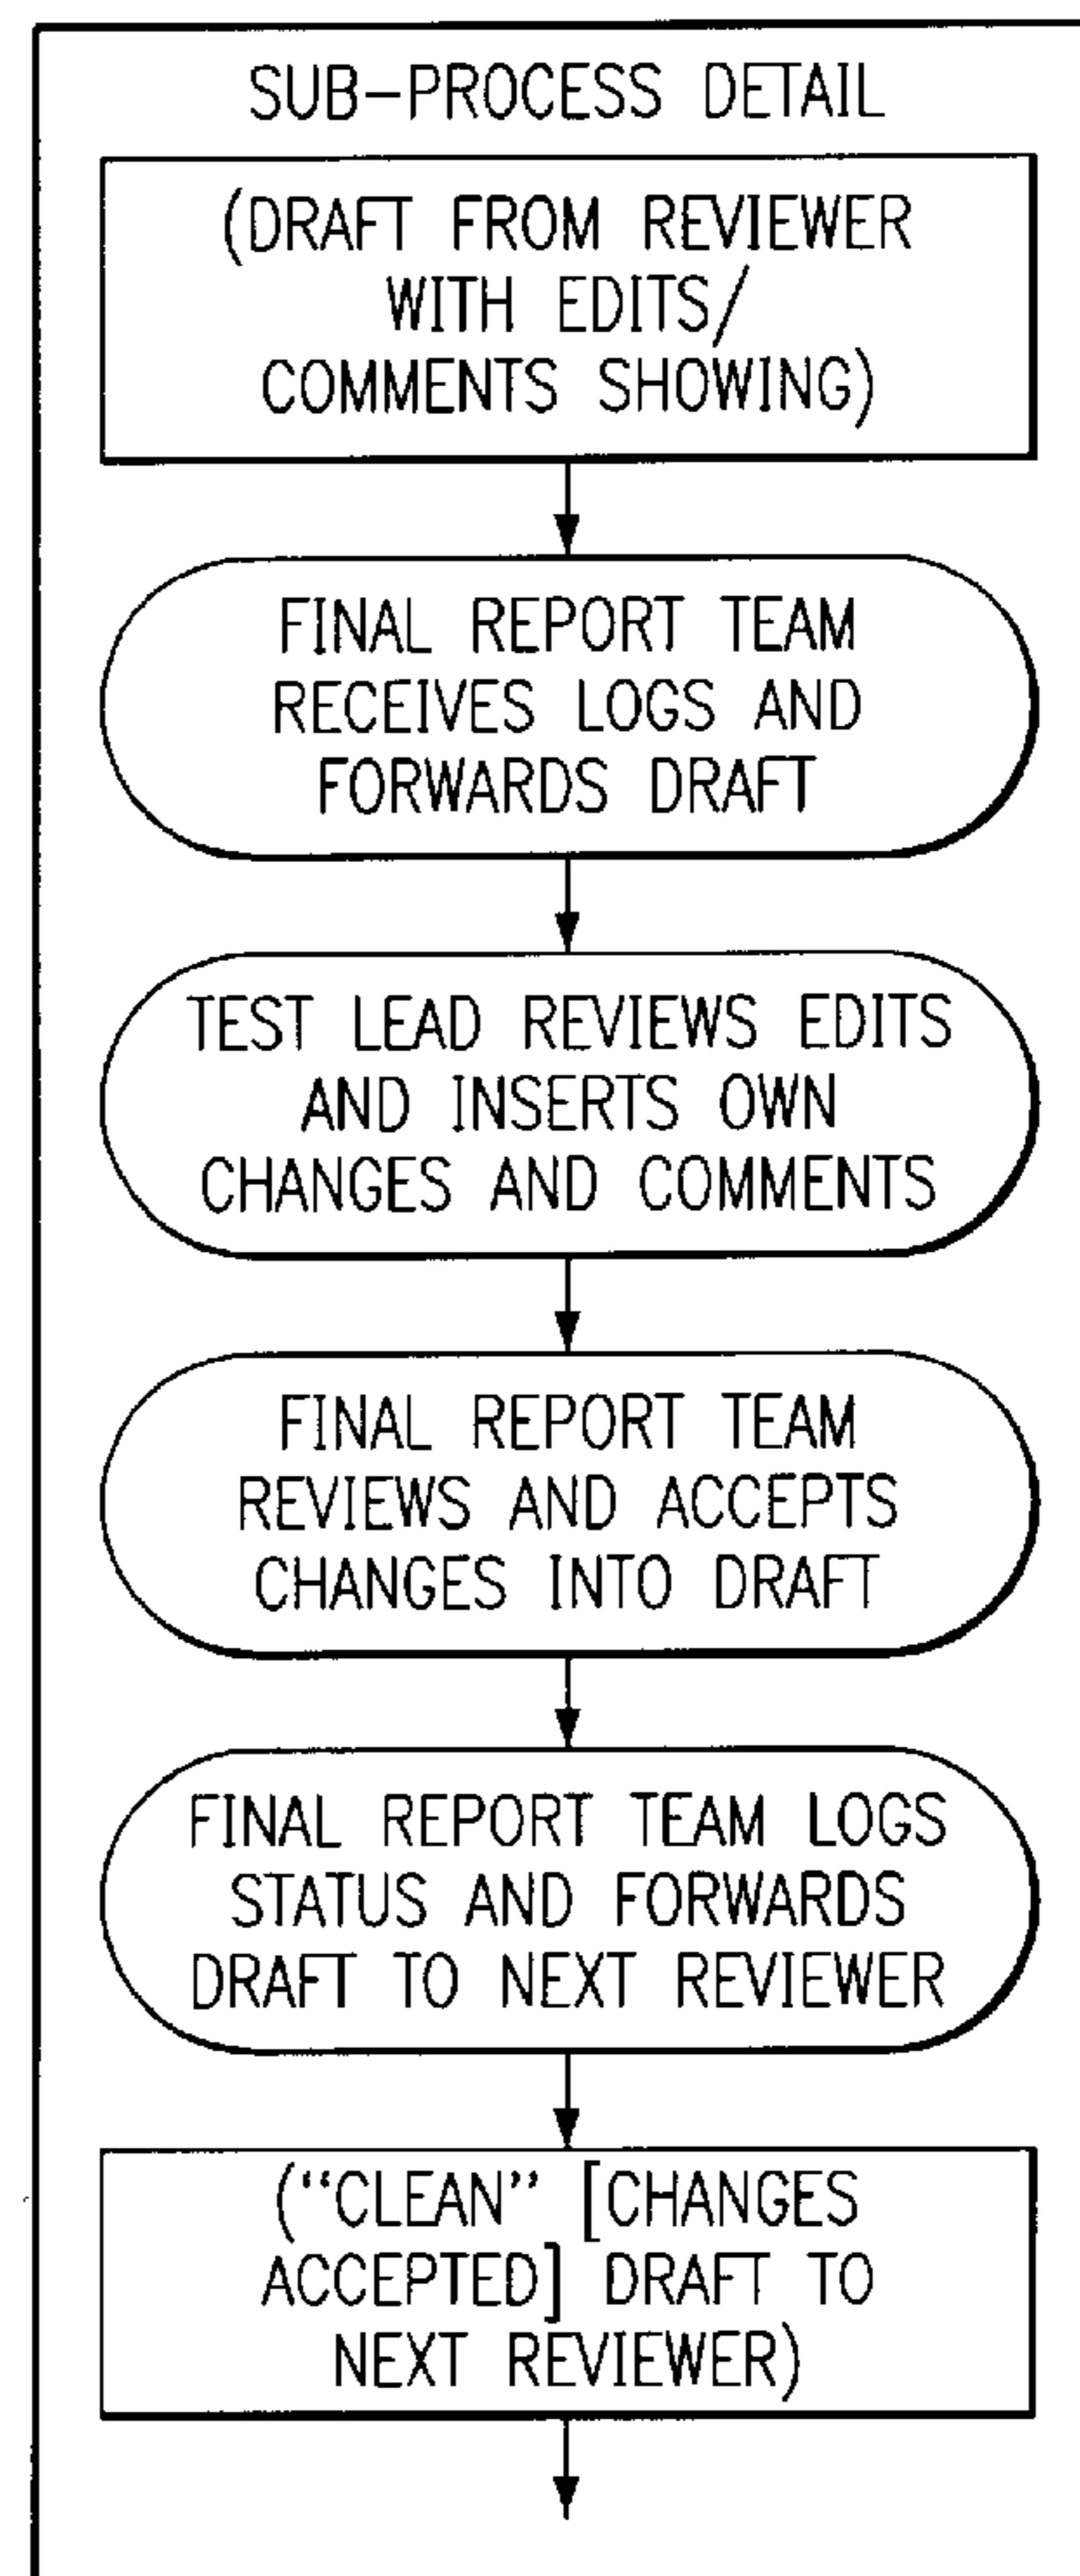 SUB-PROCESS DETAIL
(DRAFT FROM REVIEWER
WITH EDITS/
COMMENTS SHOWING)
FINAL REPORT TEAM
RECEIVES LOGS AND
FORWARDS DRAFT
TEST LEAD REVIEWS EDITS
AND INSERTS OWN
CHANGES AND COMMENTS
FINAL REPORT TEAM
REVIEWS AND ACCEPTS
CHANGES INTO DRAFT
FINAL REPORT TEAM LOGS
STATUS AND FORWARDS
DRAFT TO NEXT REVIEWER
(“CLEAN” [CHANGES
ACCEPTED] DRAFT TO
NEXT REVIEWER)